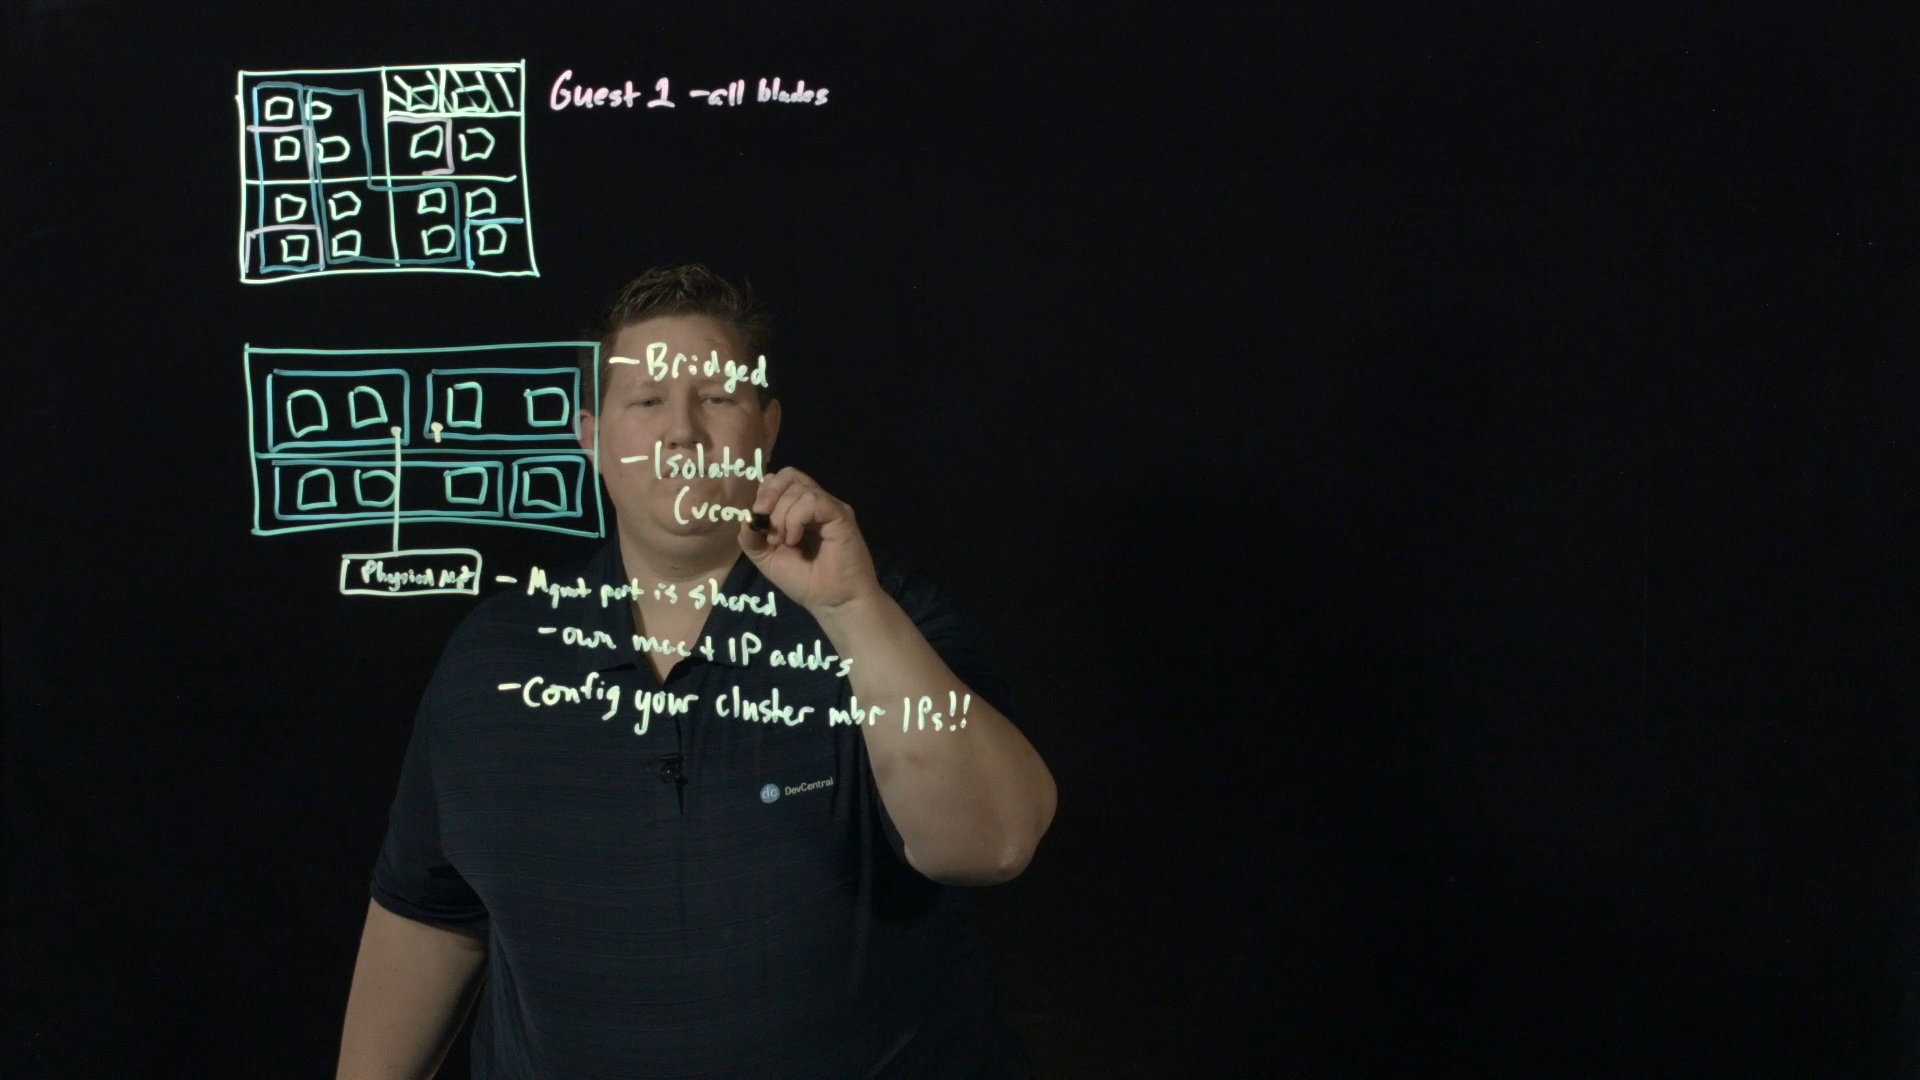 Guest 1 - all blades
- Bridged
- Isolated
(vcon
Physical Mgt
- Mgmt port is shared
- own mac + IP addrs
- Config your cluster mbr IPs!!
dc DevCentral